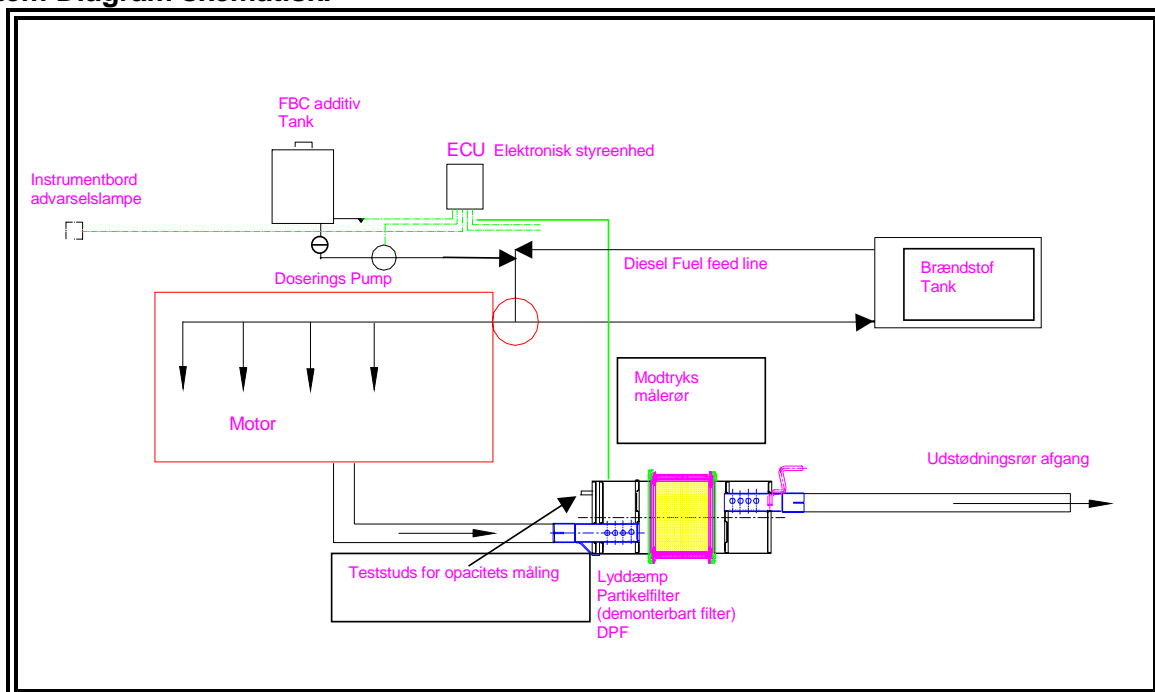 FBC additiv
Tank
ECU Elektronisk styreenhed
Instrumentbord
advarselslampe
Doserings Pump
Diesel Fuel feed line
Brændstof
Tank
Modtryks
målerør
Motor
Udstødningsrør afgang
Teststuds for opacitets måling
Lyddæmp
Partikelfilter
(demonterbart filter)
DPF